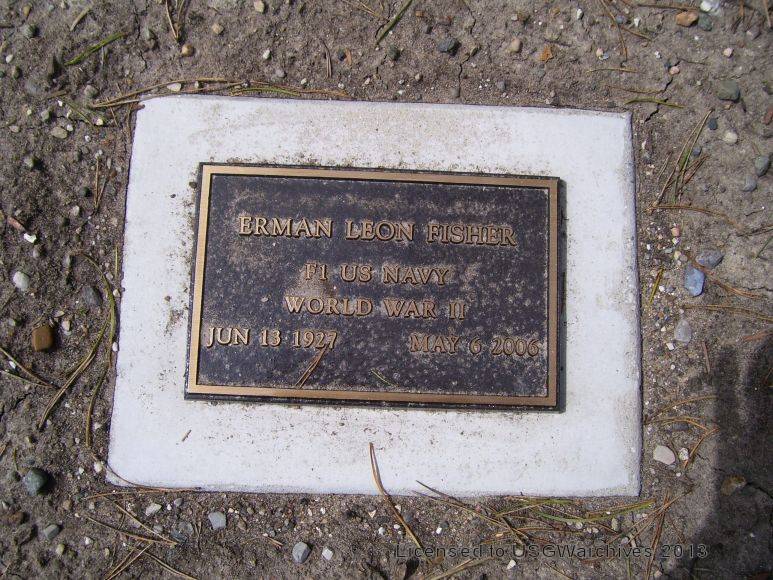 ERMAN LEON FISHER
F1 US NAVY
WORLD WAR II
JUN 13 1927 MAY 6 2006
Licensed to USGWarchives 2013